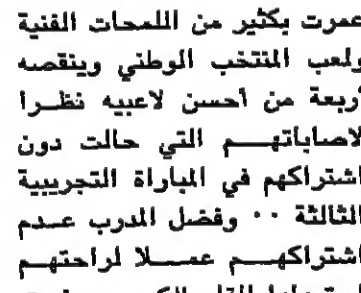 عمرت بكثير من اللمحات الفنية
ولعب المنتخب الوطني وينقصه
أربعة من أحسن لاعبيه نظرا
لاصاباتهم التي حالت دون
اشتراكهم في المباراة التجريبية
الثالثة ·· وفضل المدرب عدم
اشتراكهم عملا لراحتهم